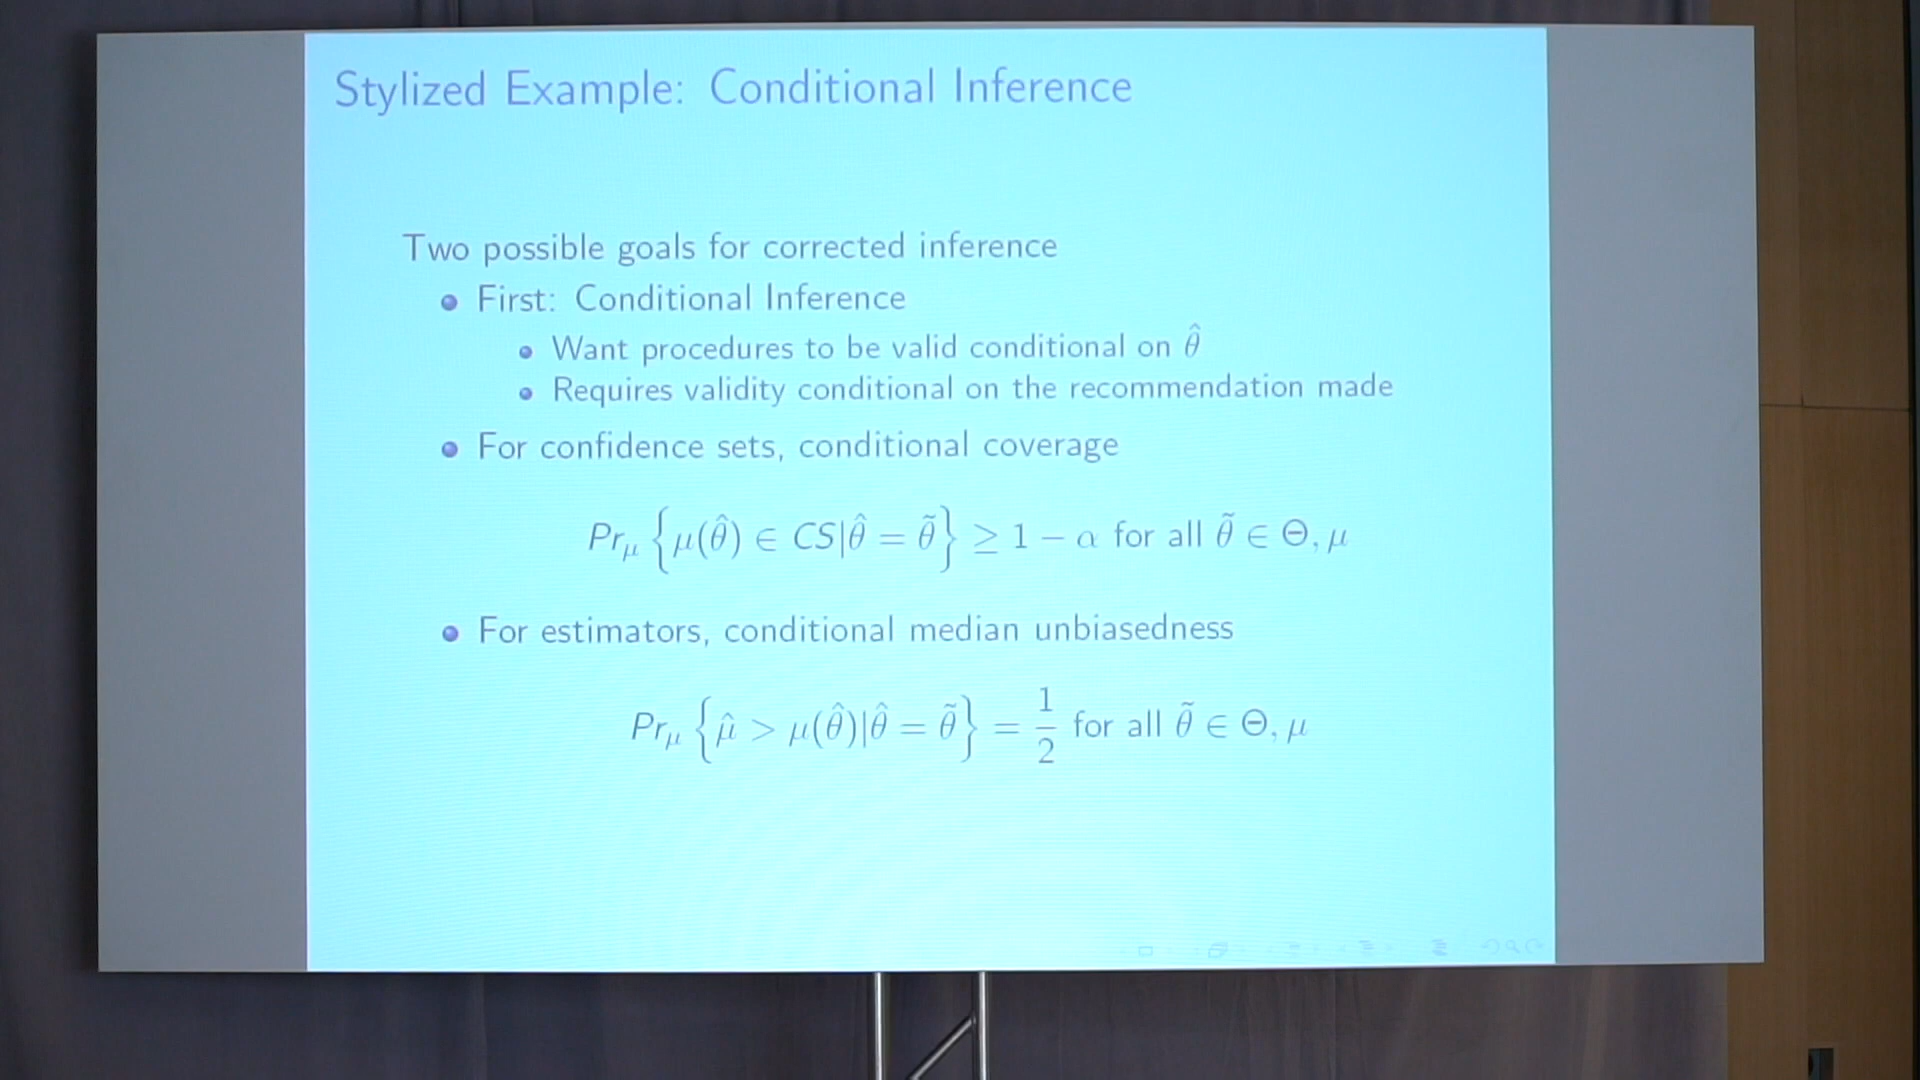 Stylized Example: Conditional Inference
Two possible goals for corrected inference
First: Conditional Inference
Want procedures to be valid conditional on θ̂
Requires validity conditional on the recommendation made
For confidence sets, conditional coverage
Pr_μ {μ(θ̂) ∈ CS|θ̂ = θ̃} ≥ 1 − α for all θ̃ ∈ Θ, μ
For estimators, conditional median unbiasedness
Pr_μ {μ̂ > μ(θ̂)|θ̂ = θ̃} = 1/2 for all θ̃ ∈ Θ, μ